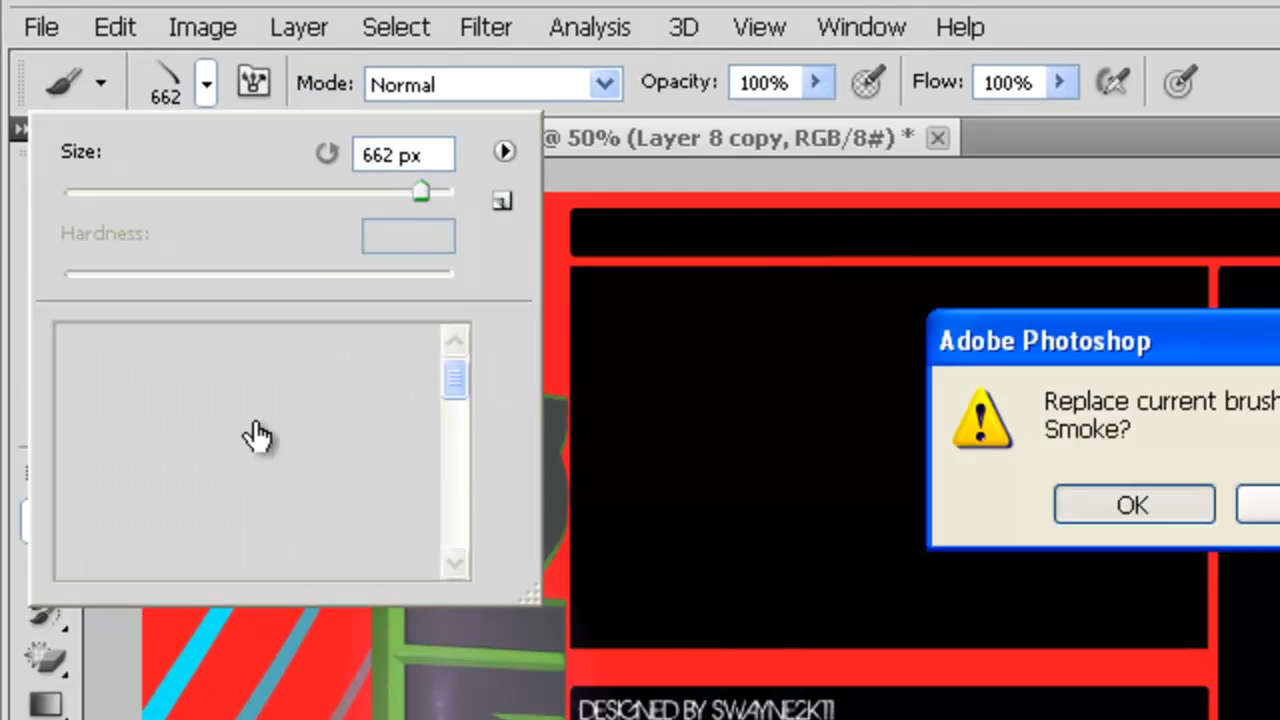 File Edit Image Layer Select Filter Analysis 3D View Window Help
662 Mode: Normal Opacity: 100% Flow: 100%
@ 50% (Layer 8 copy, RGB/8#) *
Size: 662 px
Hardness:
Adobe Photoshop
Replace current brush
Smoke?
OK
DESIGNED BY SWAYNE2K11